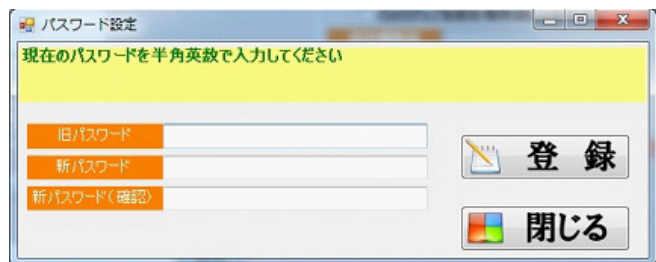 パスワード設定
現在のパスワードを半角英数で入力してください
旧パスワード
新パスワード
新パスワード(確認)
登 録
閉じる